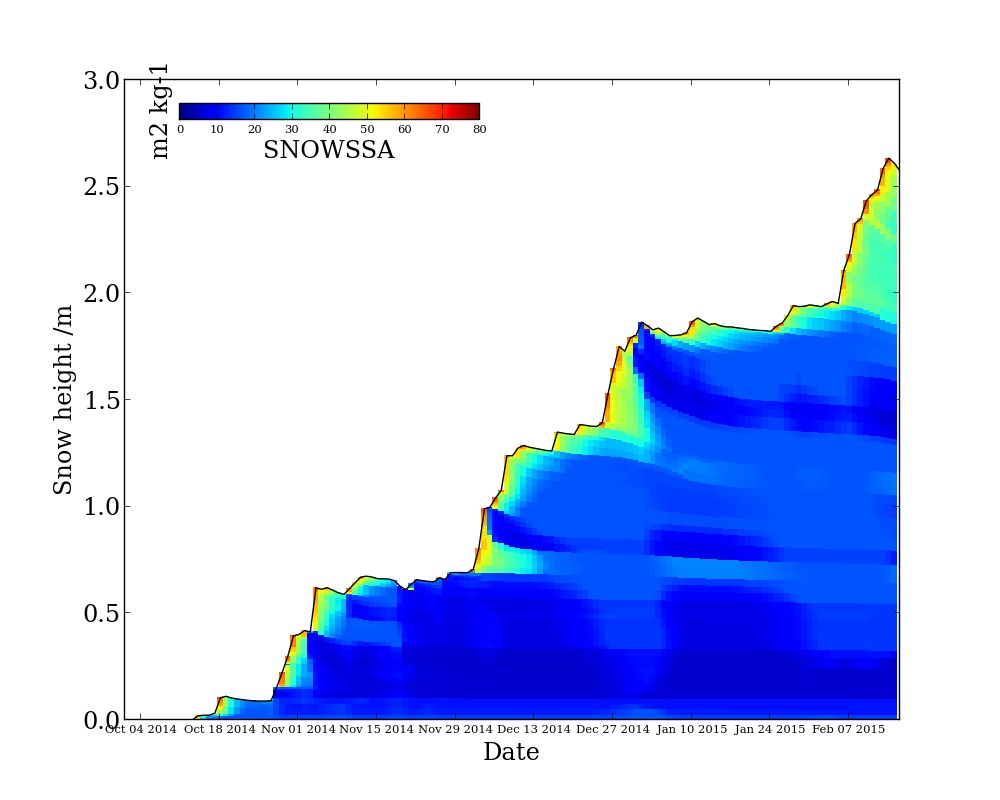 3.0
m2 kg-1
0 10 20 30 40 50 60 70 80
SNOWSSA
2.5
2.0
Snow height /m
1.5
1.0
0.5
0.0
Oct 04 2014 Oct 18 2014 Nov 01 2014 Nov 15 2014 Nov 29 2014 Dec 13 2014 Dec 27 2014 Jan 10 2015 Jan 24 2015 Feb 07 2015
Date